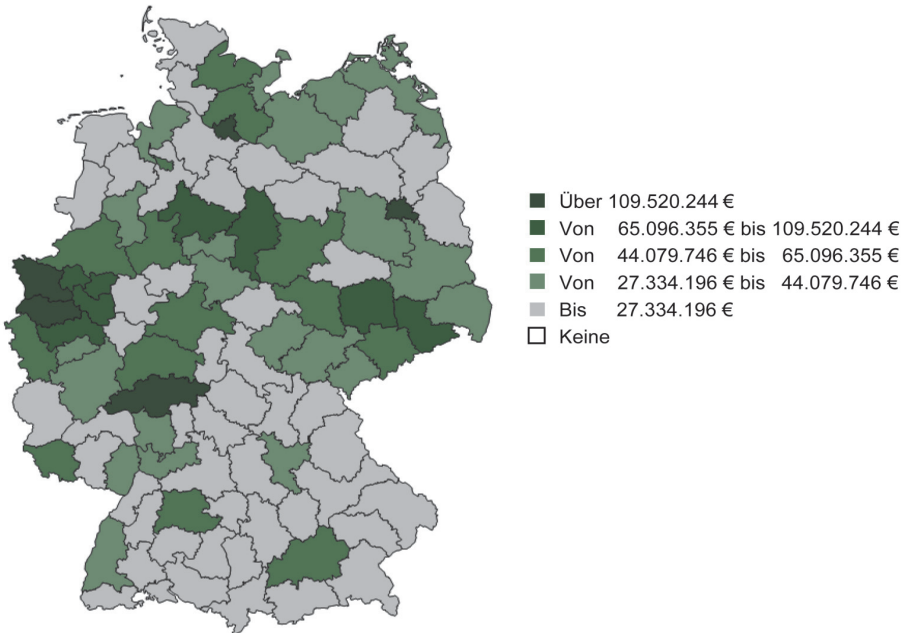 Über 109.520.244 €
Von 65.096.355 € bis 109.520.244 €
Von 44.079.746 € bis 65.096.355 €
Von 27.334.196 € bis 44.079.746 €
Bis 27.334.196 €
Keine